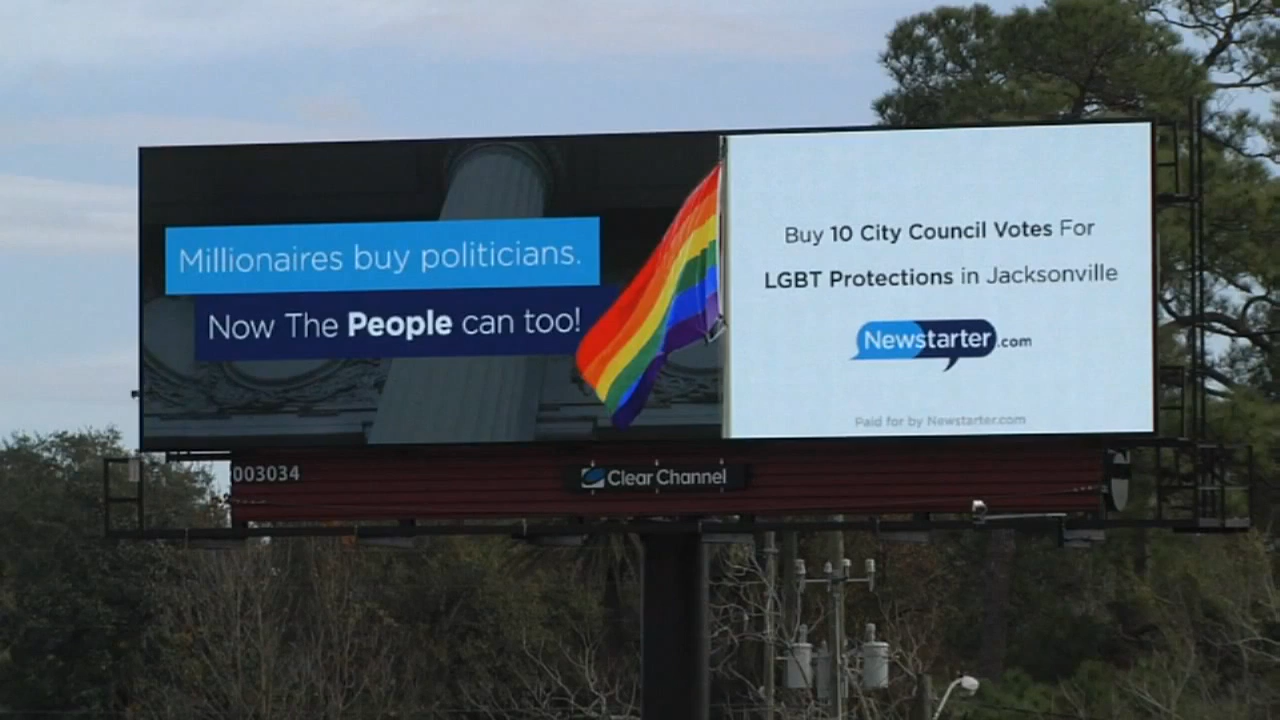 Millionaires buy politicians.
Now The People can too!
Buy 10 City Council Votes For
LGBT Protections in Jacksonville
Newstarter.com
Paid for by Newstarter.com
003034
Clear Channel